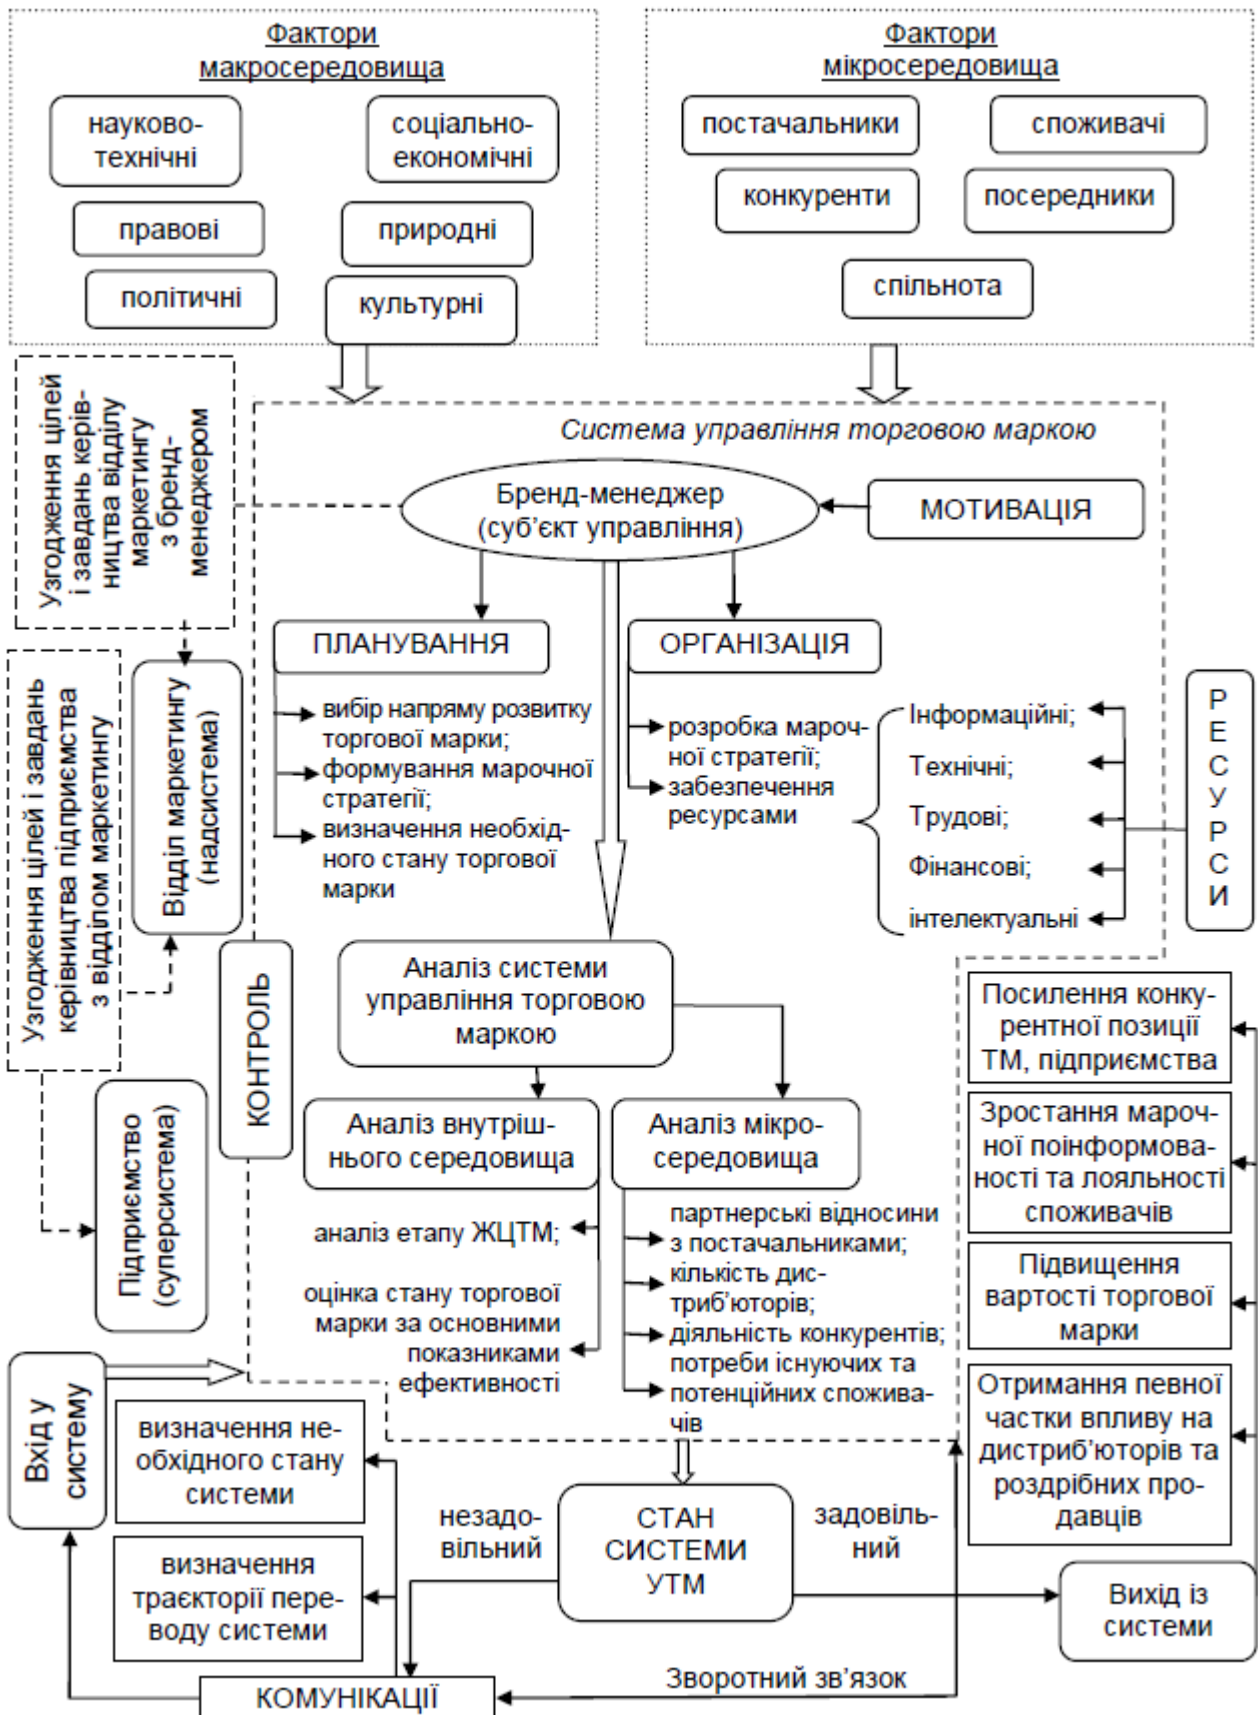 Фактори
макросередовища
науково-
технічні
соціально-
економічні
правові
природні
політичні
культурні
Фактори
мікросередовища
постачальники
споживачі
конкуренти
посередники
спільнота
Узгодження цілей
і завдань керів-
ництва відділу
маркетингу
з бренд-
менеджером
Система управління торговою маркою
Бренд-менеджер
(суб’єкт управління)
МОТИВАЦІЯ
ПЛАНУВАННЯ
ОРГАНІЗАЦІЯ
вибір напряму розвитку
торгової марки;
формування марочної
стратегії;
визначення необхід-
ного стану торгової
марки
розробка мароч-
ної стратегії;
забезпечення
ресурсами
Інформаційні;
Технічні;
Трудові;
Фінансові;
інтелектуальні
Р
Е
С
У
Р
С
И
Узгодження цілей і завдань
керівництва підприємства
з відділом маркетингу
Відділ маркетингу
(надсистема)
КОНТРОЛЬ
Підприємство
(суперсистема)
Аналіз системи
управління торговою
маркою
Аналіз внутріш-
нього середовища
Аналіз мікро-
середовища
аналіз етапу ЖЦТМ;
оцінка стану торгової
марки за основними
показниками
ефективності
партнерські відносини
з постачальниками;
кількість дис-
триб’юторів;
діяльність конкурентів;
потреби існуючих та
потенційних спожива-
чів
Посилення конку-
рентної позиції
ТМ, підприємства
Зростання мароч-
ної поінформова-
ності та лояльності
споживачів
Підвищення
вартості торгової
марки
Отримання певної
частки впливу на
дистриб’юторів та
роздрібних про-
давців
Вхід у
систему
визначення не-
обхідного стану
системи
визначення
траєкторії пере-
воду системи
незадо-
вільний
СТАН
СИСТЕМИ
УТМ
задовіль-
ний
Вихід із
системи
КОМУНІКАЦІЇ
Зворотний зв’язок